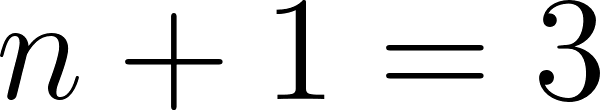 n + 1 = 3